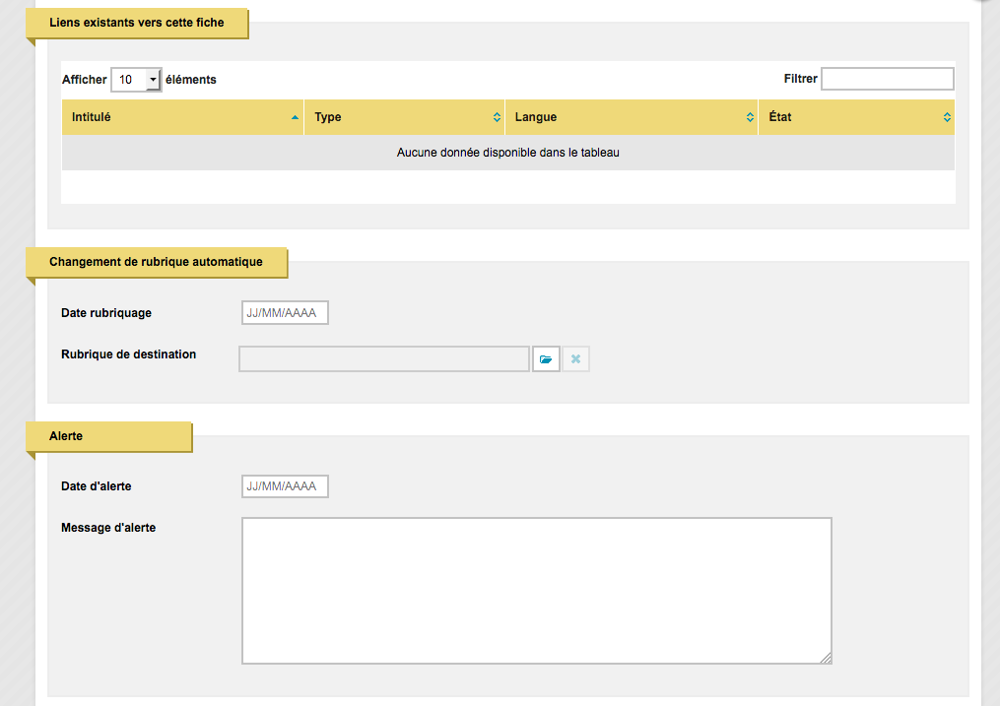 Liens existants vers cette fiche
Afficher 10 éléments Filtrer
Intitulé Type Langue État
Aucune donnée disponible dans le tableau
Changement de rubrique automatique
Date rubriquage JJ/MM/AAAA
Rubrique de destination
Alerte
Date d'alerte JJ/MM/AAAA
Message d'alerte